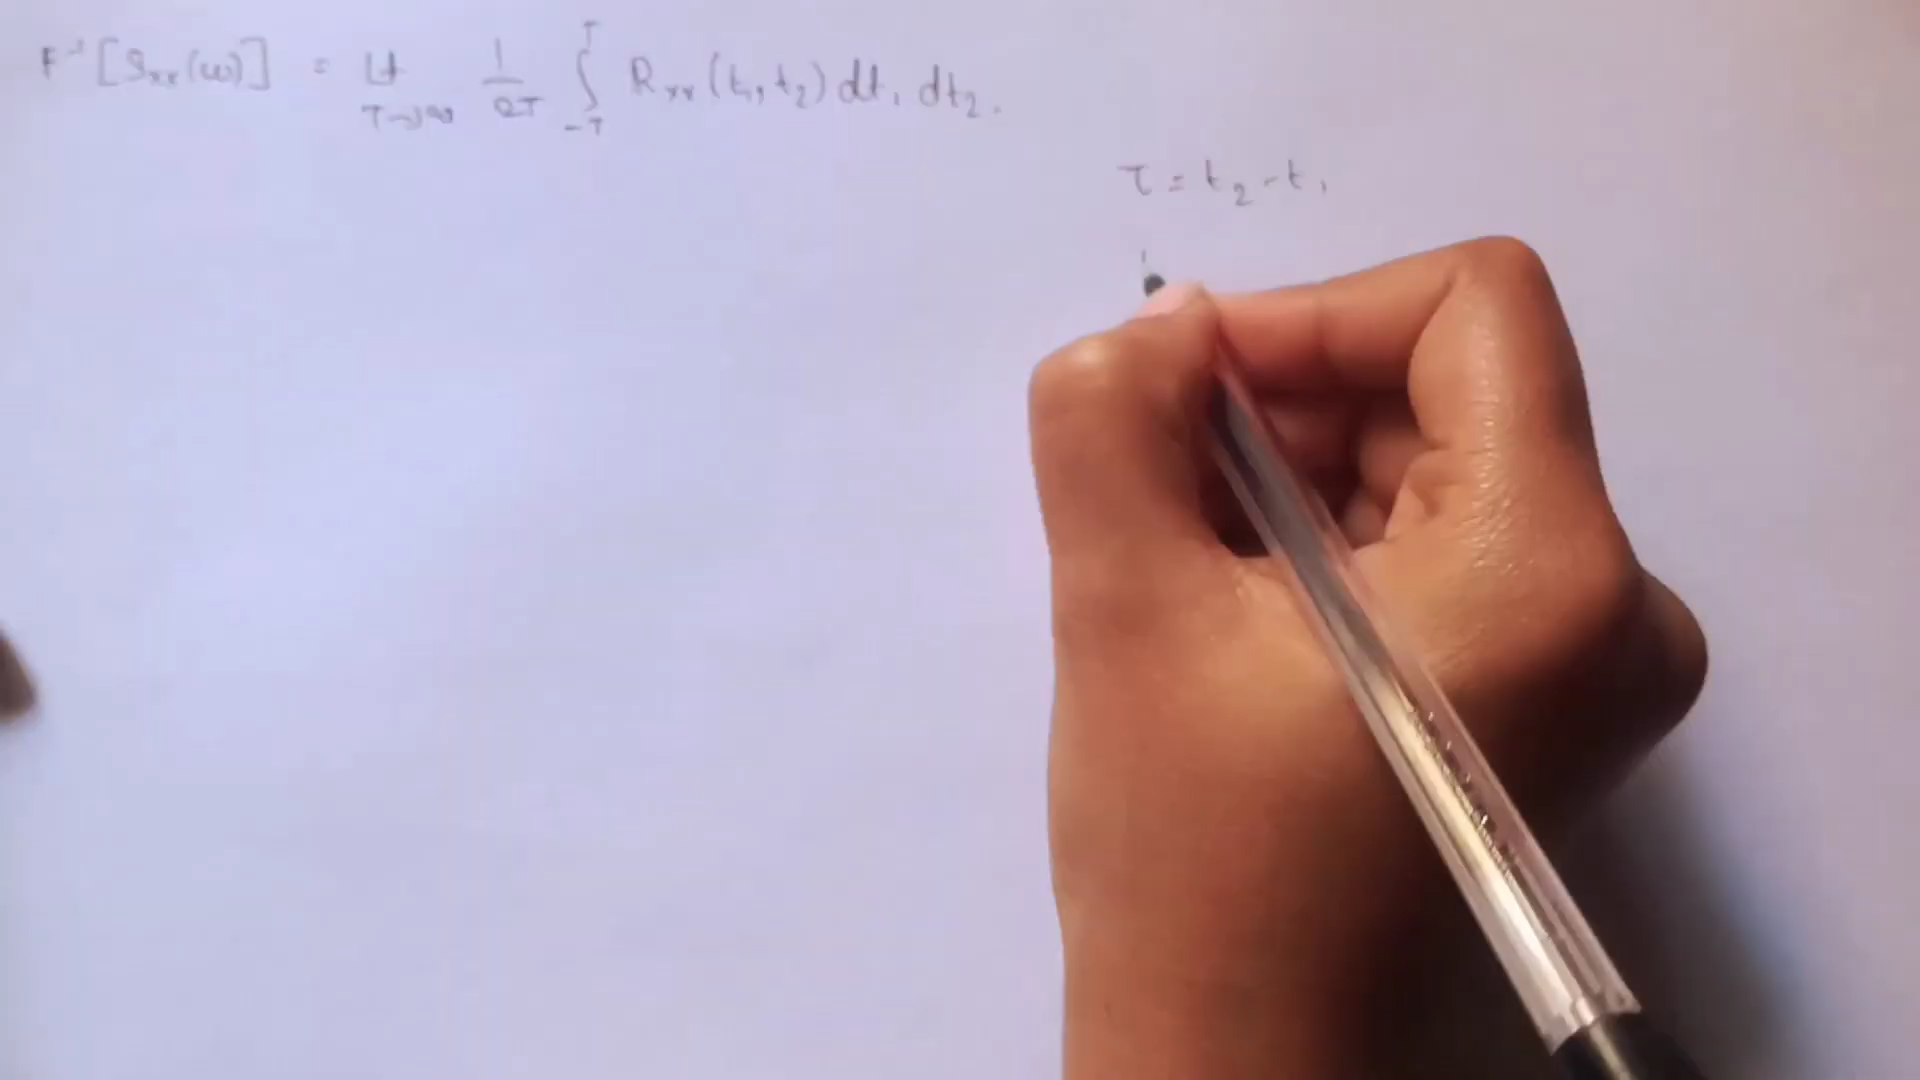 F⁻¹[Sxx(ω)] = Lt T→∞ 1/2T ∫_{-T}^{T} Rxx(t₁, t₂) dt₁ dt₂.
τ = t₂ - t₁